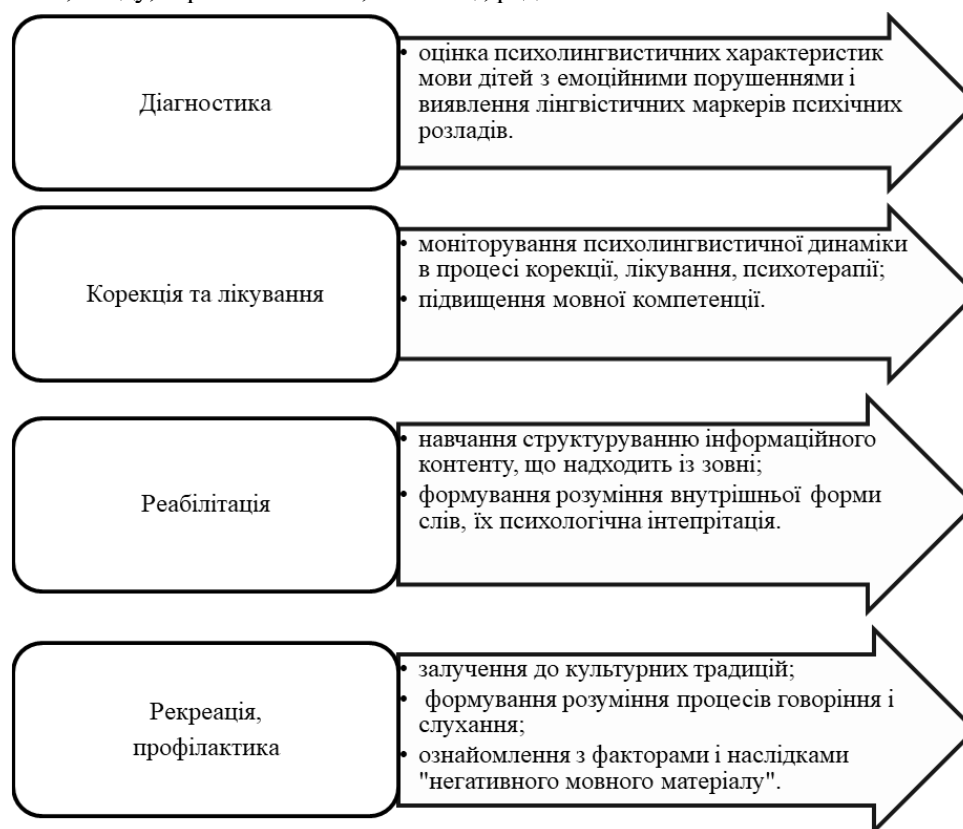 Діагностика
• оцінка психолингвистичних характеристик
мови дітей з емоційними порушеннями і
виявлення лінгвістичних маркерів психічних
розладів.
Корекція та лікування
• моніторування психолингвистичної динаміки
в процесі корекції, лікування, психотерапії;
• підвищення мовної компетенції.
Реабілітація
• навчання структуруванню інформаційного
контенту, що надходить із зовні;
• формування розуміння внутрішньої форми
слів, їх психологічна інтепрітація.
Рекреація,
профілактика
• залучення до культурних традицій;
• формування розуміння процесів говоріння і
слухання;
• ознайомлення з факторами і наслідками
"негативного мовного матеріалу".